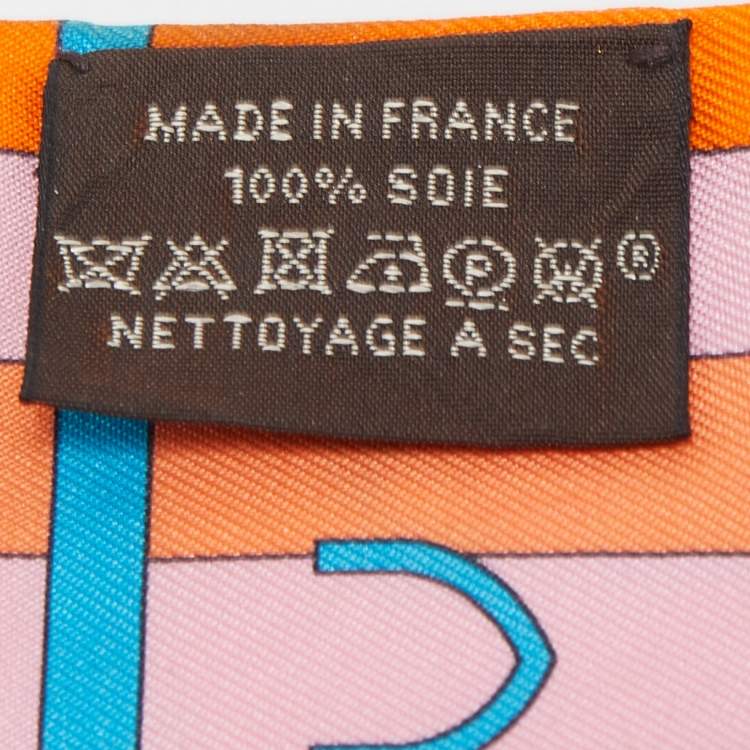 MADE IN FRANCE
100% SOIE
P W ®
NETTOYAGE A SEC